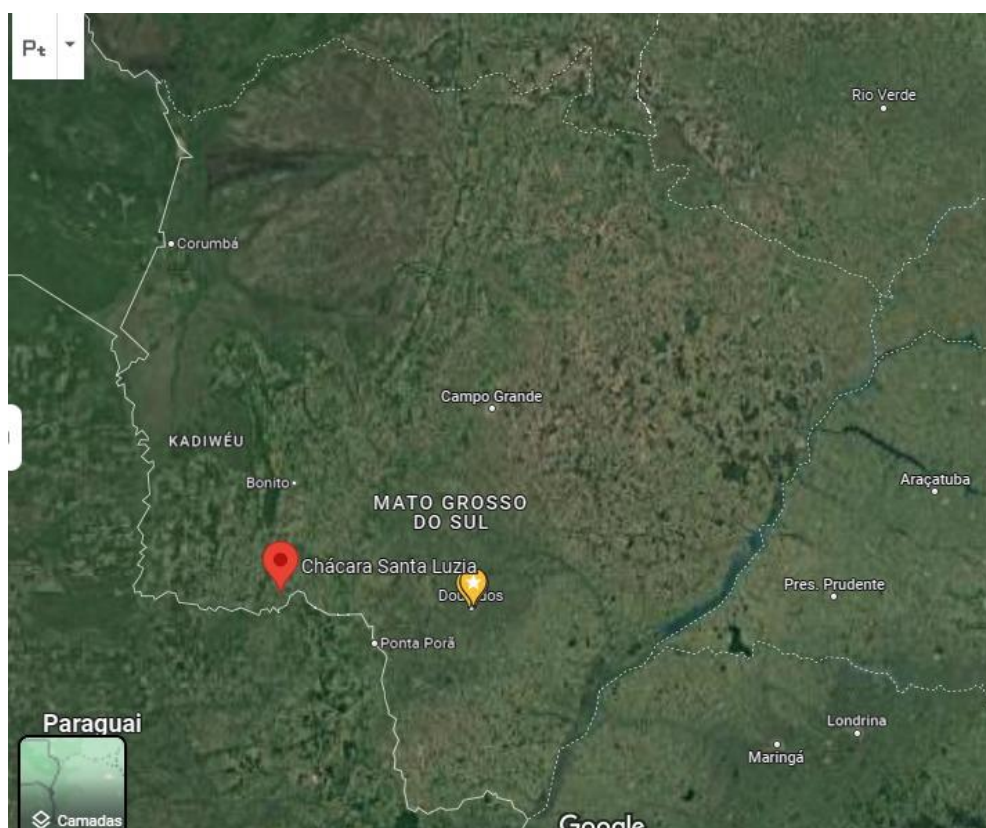 Pt
Rio Verde
Corumbá
Campo Grande
KADIWÉU
Bonito
Araçatuba
MATO GROSSO
DO SUL
Chácara Santa Luzia
Pres. Prudente
Ponta Porã
Paraguai
Londrina
Maringá
Camadas
Google